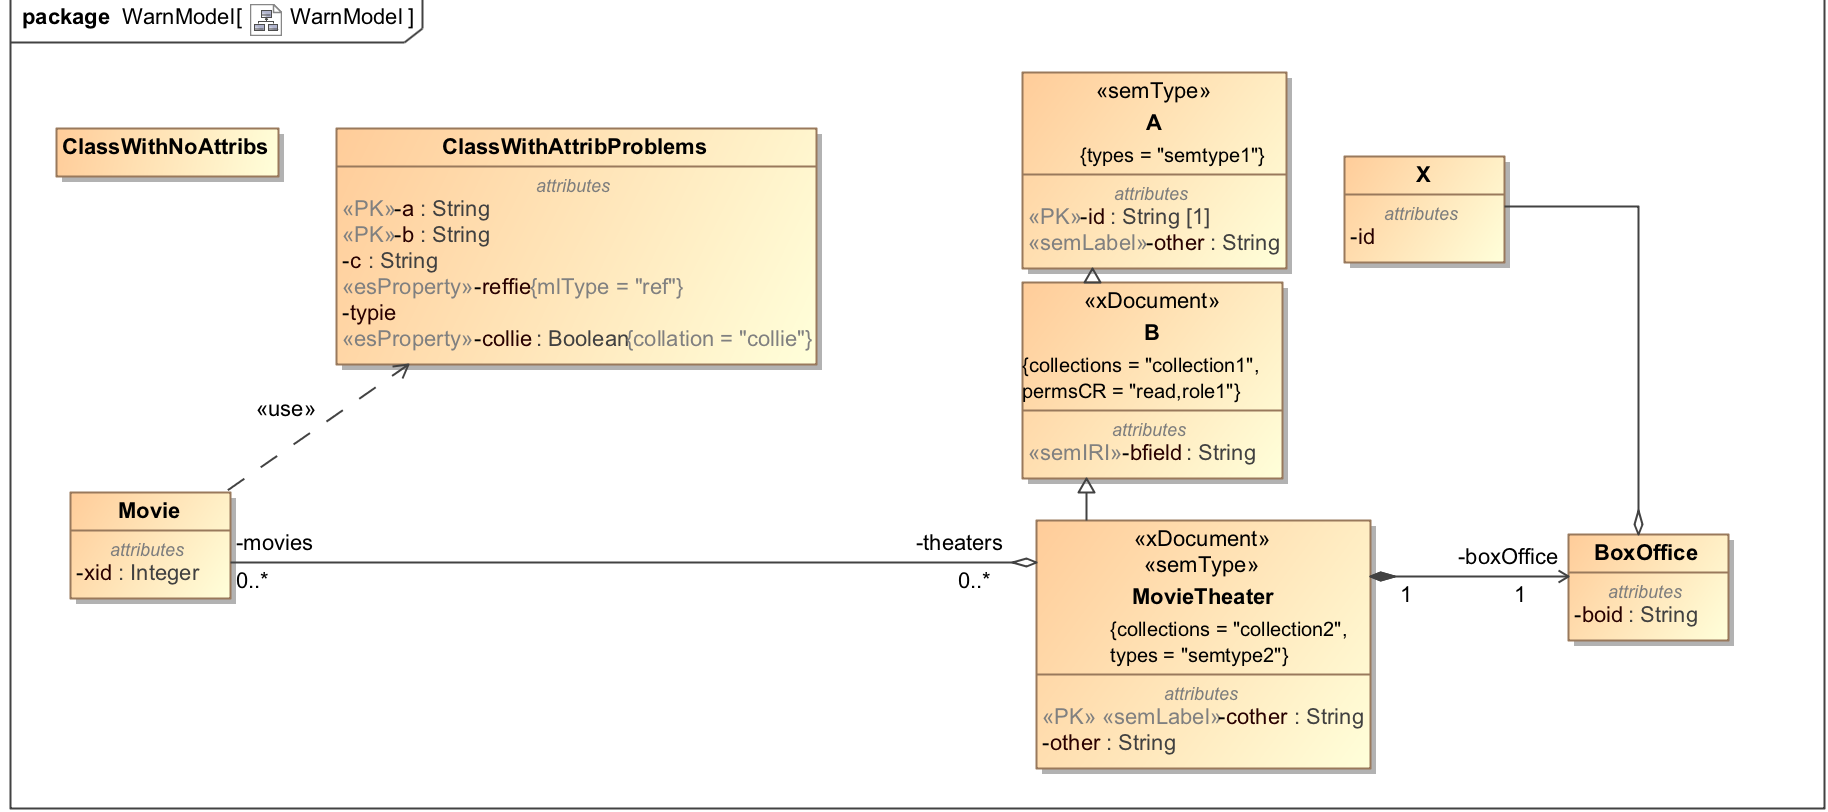 package WarnModel[ WarnModel ]
ClassWithNoAttribs
ClassWithAttribProblems
attributes
«PK»-a : String
«PK»-b : String
-c : String
«esProperty»-reffie{mlType = "ref"}
-typie
«esProperty»-collie : Boolean{collation = "collie"}
«semType»
A
{types = "semtype1"}
attributes
«PK»-id : String [1]
«semLabel»-other : String
X
attributes
-id
«xDocument»
B
{collections = "collection1",
permsCR = "read,role1"}
attributes
«semIRI»-bfield : String
«use»
Movie
attributes
-xid : Integer
-movies
0..*
-theaters
0..*
«xDocument»
«semType»
MovieTheater
{collections = "collection2",
types = "semtype2"}
attributes
«PK» «semLabel»-cother : String
-other : String
-boxOffice
1
1
BoxOffice
attributes
-boid : String